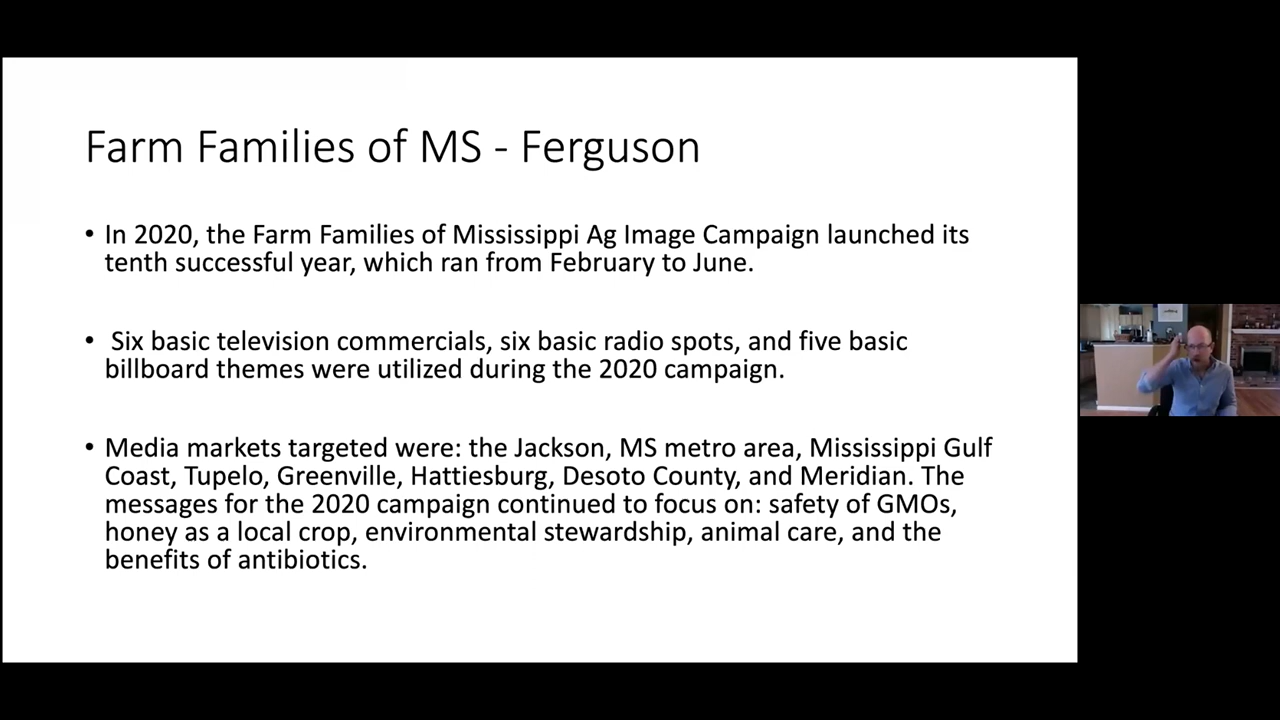 Farm Families of MS - Ferguson
• In 2020, the Farm Families of Mississippi Ag Image Campaign launched its
tenth successful year, which ran from February to June.
• Six basic television commercials, six basic radio spots, and five basic
billboard themes were utilized during the 2020 campaign.
• Media markets targeted were: the Jackson, MS metro area, Mississippi Gulf
Coast, Tupelo, Greenville, Hattiesburg, Desoto County, and Meridian. The
messages for the 2020 campaign continued to focus on: safety of GMOs,
honey as a local crop, environmental stewardship, animal care, and the
benefits of antibiotics.